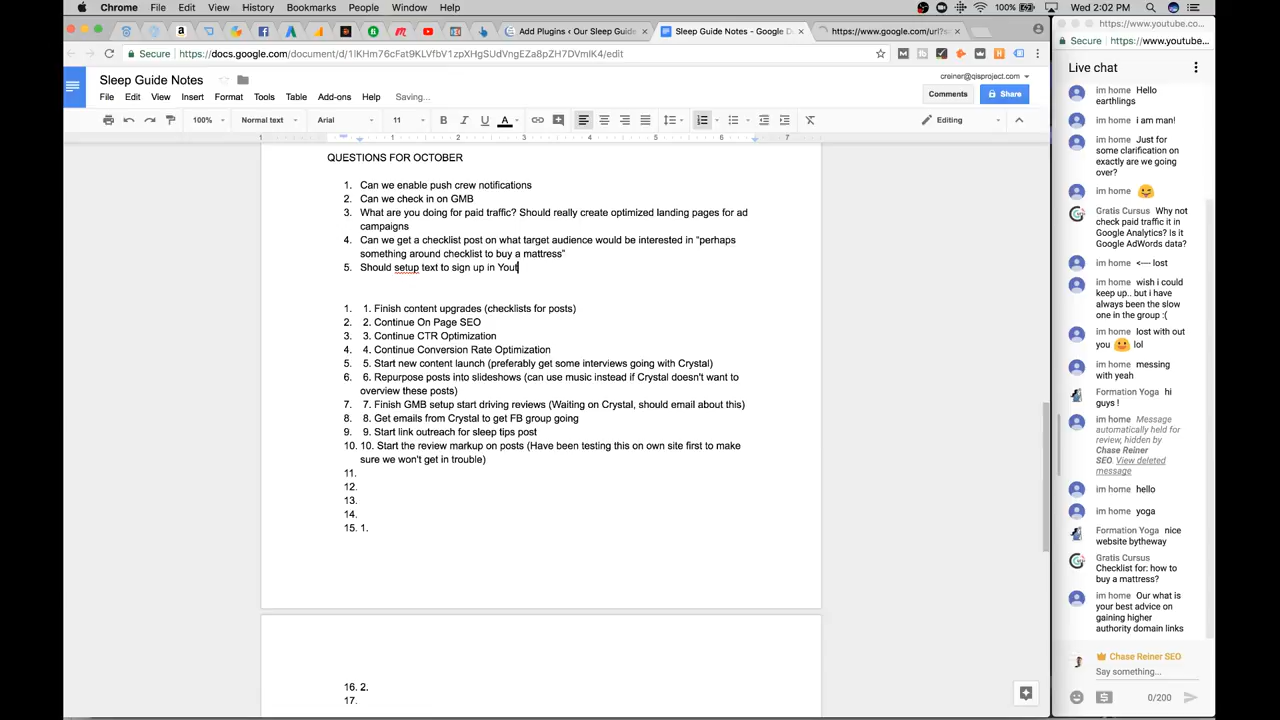 Chrome File Edit View History Bookmarks People Window Help 100% Wed 2:02 PM
Add Plugins ‹ Our Sleep Guide Sleep Guide Notes - Google D https://www.google.com/url?s
https://www.youtube.co...
Secure https://www.youtube...
Live chat
im home Hello
earthlings
im home i am man!
im home Just for
some clarification on
exactly are we going
over?
im home
Gratis Cursus Why not
check paid traffic it in
Google Analytics? Is it
Google AdWords data?
im home <---- lost
im home wish i could
keep up.. but i have
always been the slow
one in the group :(
im home lost with out
you lol
im home messing
with yeah
Formation Yoga hi
guys !
im home Message
automatically held for
review, hidden by
Chase Reiner
SEO. View deleted
message
im home hello
im home yoga
Formation Yoga nice
website bytheway
Gratis Cursus
Checklist for: how to
buy a mattress?
im home Our what is
your best advice on
gaining higher
authority domain links
Chase Reiner SEO
Say something...
0/200
Sleep Guide Notes
creiner@qisproject.com
File Edit View Insert Format Tools Table Add-ons Help Saving...
Comments Share
100% Normal text Arial 11 B I U A Editing
1 1 2 3 4 5 6 7
QUESTIONS FOR OCTOBER
1. Can we enable push crew notifications
2. Can we check in on GMB
3. What are you doing for paid traffic? Should really create optimized landing pages for ad
campaigns
4. Can we get a checklist post on what target audience would be interested in "perhaps
something around checklist to buy a mattress"
5. Should setup text to sign up in Yout
1. 1. Finish content upgrades (checklists for posts)
2. 2. Continue On Page SEO
3. 3. Continue CTR Optimization
4. 4. Continue Conversion Rate Optimization
5. 5. Start new content launch (preferably get some interviews going with Crystal)
6. 6. Repurpose posts into slideshows (can use music instead if Crystal doesn't want to
overview these posts)
7. 7. Finish GMB setup start driving reviews (Waiting on Crystal, should email about this)
8. 8. Get emails from Crystal to get FB group going
9. 9. Start link outreach for sleep tips post
10. 10. Start the review markup on posts (Have been testing this on own site first to make
sure we won't get in trouble)
11.
12.
13.
14.
15. 1.
16. 2.
17.